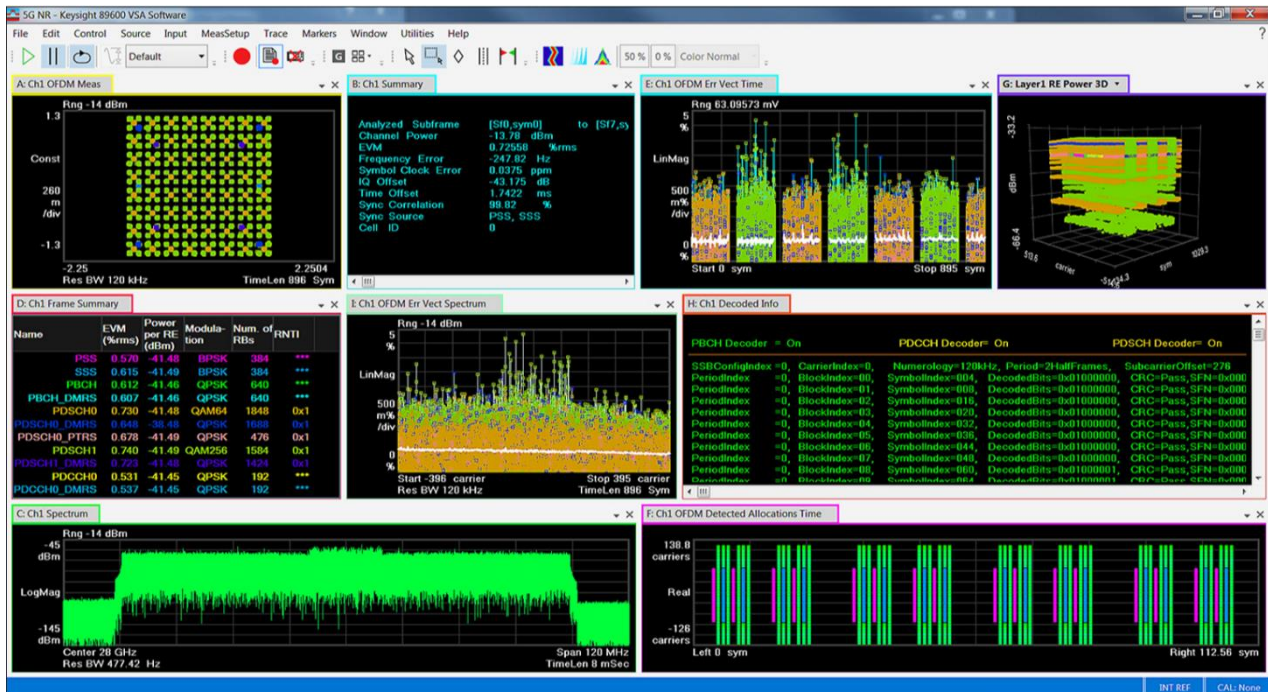 5G NR - Keysight 89600 VSA Software
File Edit Control Source Input MeasSetup Trace Markers Window Utilities Help
Default 50 % 0 % Color Normal
A: Ch1 OFDM Meas
Rng -14 dBm
1.3
Const
260
m
/div
-1.3
-2.25 2.2504
Res BW 120 kHz TimeLen 896 Sym
B: Ch1 Summary
Analyzed Subframe [Sf0,sym0] to [Sf7,sy
Channel Power -13.78 dBm
EVM 0.72558 %rms
Frequency Error -247.82 Hz
Symbol Clock Error 0.0375 ppm
IQ Offset -43.175 dB
Time Offset 1.7422 ms
Sync Correlation 99.82 %
Sync Source PSS, SSS
Cell ID 0
E: Ch1 OFDM Err Vect Time
Rng 63.09573 mV
5
%
LinMag
500
m%
/div
0
%
Start 0 sym Stop 895 sym
G: Layer1 RE Power 3D
-33.2
dBm
-66.4
513.6 carrier sym 1029.3
D: Ch1 Frame Summary
Name EVM (%rms) Power per RE (dBm) Modula-tion Num. of RBs RNTI
PSS 0.570 -41.48 BPSK 384 ***
SSS 0.615 -41.49 BPSK 384 ***
PBCH 0.612 -41.46 QPSK 640 ***
PBCH_DMRS 0.607 -41.46 QPSK 640 ***
PDSCH0 0.730 -41.48 QAM64 1848 0x1
PDSCH0_DMRS 0.648 -38.48 QPSK 1688 0x1
PDSCH0_PTRS 0.678 -41.49 QPSK 476 0x1
PDSCH1 0.740 -41.49 QAM256 1584 0x1
PDSCH1_DMRS 0.723 -41.48 QPSK 1424 0x1
PDCCH0 0.531 -41.45 QPSK 192 ***
PDCCH0_DMRS 0.537 -41.45 QPSK 192 ***
I: Ch1 OFDM Err Vect Spectrum
Rng -14 dBm
5
%
LinMag
500
m%
/div
0
%
Start -396 carrier Stop 395 carrier
Res BW 120 kHz TimeLen 896 Sym
H: Ch1 Decoded Info
PBCH Decoder = On PDCCH Decoder= On PDSCH Decoder= On
SSBConfigIndex =0, CarrierIndex=0, Numerology=120kHz, Period=2HalfFrames, SubcarrierOffset=276
PeriodIndex =0, BlockIndex=00, SymbolIndex=004, DecodedBits=0x01000000, CRC=Pass,SFN=0x000
PeriodIndex =0, BlockIndex=01, SymbolIndex=008, DecodedBits=0x01000000, CRC=Pass,SFN=0x000
PeriodIndex =0, BlockIndex=02, SymbolIndex=016, DecodedBits=0x01000000, CRC=Pass,SFN=0x000
PeriodIndex =0, BlockIndex=03, SymbolIndex=020, DecodedBits=0x01000000, CRC=Pass,SFN=0x000
PeriodIndex =0, BlockIndex=04, SymbolIndex=032, DecodedBits=0x01000000, CRC=Pass,SFN=0x000
PeriodIndex =0, BlockIndex=05, SymbolIndex=036, DecodedBits=0x01000000, CRC=Pass,SFN=0x000
PeriodIndex =0, BlockIndex=06, SymbolIndex=044, DecodedBits=0x01000000, CRC=Pass,SFN=0x000
PeriodIndex =0, BlockIndex=07, SymbolIndex=048, DecodedBits=0x01000000, CRC=Pass,SFN=0x000
PeriodIndex =0, BlockIndex=08, SymbolIndex=060, DecodedBits=0x01000001, CRC=Pass,SFN=0x000
PeriodIndex =0, BlockIndex=09, SymbolIndex=064, DecodedBits=0x01000001, CRC=Pass,SFN=0x000
C: Ch1 Spectrum
Rng -14 dBm
-45
dBm
LogMag
-145
dBm
Center 28 GHz Span 120 MHz
Res BW 477.42 Hz TimeLen 8 mSec
F: Ch1 OFDM Detected Allocations Time
138.8
carriers
Real
-126
carriers
Left 0 sym Right 112.56 sym
INT REF CAL: None